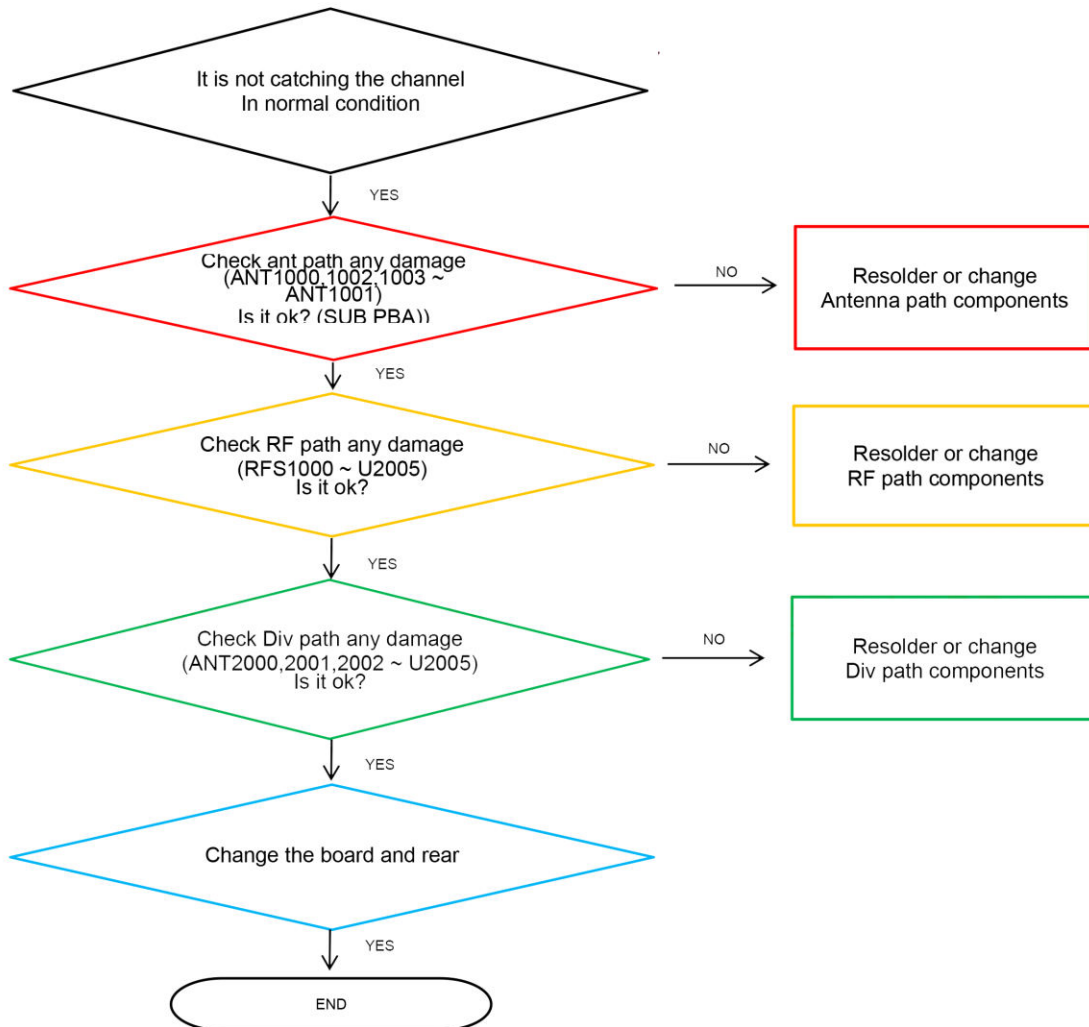 It is not catching the channel
In normal condition
YES
Check ant path any damage
(ANT1000,1002,1003 ~
ANT1001)
Is it ok? (SUB PBA))
NO
Resolder or change
Antenna path components
YES
Check RF path any damage
(RFS1000 ~ U2005)
Is it ok?
NO
Resolder or change
RF path components
YES
Check Div path any damage
(ANT2000,2001,2002 ~ U2005)
Is it ok?
NO
Resolder or change
Div path components
YES
Change the board and rear
YES
END